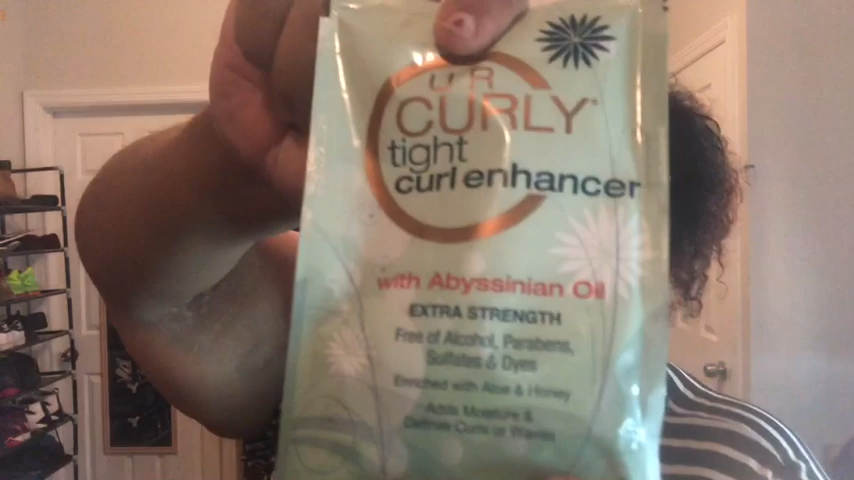 UR
CURLY
tight
curl enhancer
with Abyssinian Oil
EXTRA STRENGTH
Free of Alcohol, Parabens,
Sulfates & Dyes
Enriched with Aloe & Honey
Adds Moisture &
Defines Curls or Waves